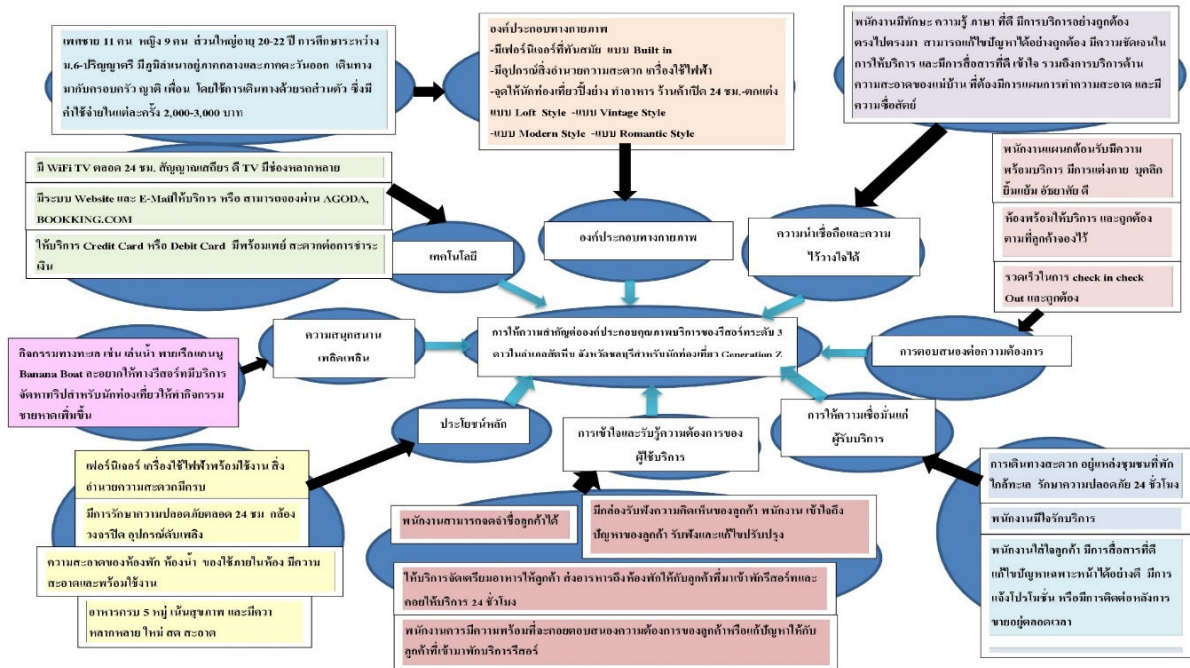 เพศชาย 11 คน หญิง 9 คน ส่วนใหญ่อายุ 20-22 ปี การศึกษาระหว่าง
ม.6-ปริญญาตรี มีภูมิลำเนาอยู่ภาคกลางและภาคตะวันออก เดินทาง
มากับครอบครัว ญาติ เพื่อน โดยใช้การเดินทางด้วยรถส่วนตัว ซึ่งมี
ค่าใช้จ่ายในแต่ละครั้ง 2,000-3,000 บาท
องค์ประกอบทางกายภาพ
-มีเฟอร์นิเจอร์ที่ทันสมัย แบบ Built in
-มีอุปกรณ์สิ่งอำนวยความสะดวก เครื่องใช้ไฟฟ้า
-จุดให้นักท่องเที่ยวปิ้งย่าง ทำอาหาร ร้านค้าเปิด 24 ชม.-ตกแต่ง
แบบ Loft Style -แบบ Vintage Style
-แบบ Modern Style -แบบ Romantic Style
พนักงานมีทักษะ ความรู้ ภาษา ที่ดี มีการบริการอย่างถูกต้อง
ตรงไปตรงมา สามารถแก้ไขปัญหาได้อย่างถูกต้อง มีความชัดเจนใน
การให้บริการ และมีการสื่อสารที่ดี เข้าใจ รวมถึงการบริการด้าน
ความสะอาดของแม่บ้าน ที่ต้องมีการแผนการทำความสะอาด และมี
ความซื่อสัตย์
มี WiFi TV ตลอด 24 ชม. สัญญาณเสถียร ดี TV มีช่องหลากหลาย
มีระบบ Website และ E-Mailให้บริการ หรือ สามารถจองผ่าน AGODA,
BOOKKING.COM
ให้บริการ Credit Card หรือ Debit Card มีพร้อมเพย์ สะดวกต่อการชำระ
เงิน
เทคโนโลยี
องค์ประกอบทางกายภาพ
ความน่าเชื่อถือและความ
ไว้วางใจได้
พนักงานแผนกต้อนรับมีความ
พร้อมบริการ มีการแต่งกาย บุคลิก
ยิ้มแย้ม อัธยาศัย ดี
ห้องพร้อมให้บริการ และถูกต้อง
ตามที่ลูกค้าจองไว้
รวดเร็วในการ check in check
Out และถูกต้อง
ความสนุกสนาน
เพลิดเพลิน
การให้ความสำคัญต่อองค์ประกอบคุณภาพบริการของรีสอร์ทระดับ 3
ดาวในอำเภอสัตหีบ จังหวัดชลบุรีสำหรับนักท่องเที่ยว Generation Z
การตอบสนองต่อความต้องการ
กิจกรรมทางทะเล เช่น เล่นน้ำ พายเรือแคนนู
Banana Boat ละอยากให้ทางรีสอร์ทมีบริการ
จัดหาทริปสำหรับนักท่องเที่ยวให้ทำกิจกรรม
ชายหาดเพิ่มขึ้น
ประโยชน์หลัก
การเข้าใจและรับรู้ความต้องการของ
ผู้ใช้บริการ
การให้ความเชื่อมั่นแก่
ผู้รับบริการ
เฟอร์นิเจอร์ เครื่องใช้ไฟฟ้าพร้อมใช้งาน สิ่ง
อำนวยความสะดวกมีครบ
มีการรักษาความปลอดภัยตลอด 24 ชม กล้อง
วงจรปิด อุปกรณ์ดับเพลิง
ความสะอาดของห้องพัก ห้องน้ำ ของใช้ภายในห้อง มีความ
สะอาดและพร้อมใช้งาน
อาหารครบ 5 หมู่ เน้นสุขภาพ และมีควา
หลากหลาย ใหม่ สด สะอาด
พนักงานสามารถจดจำชื่อลูกค้าได้
มีกล่องรับฟังความคิดเห็นของลูกค้า พนักงาน เข้าใจถึง
ปัญหาของลูกค้า รับฟังและแก้ไขปรับปรุง
ให้บริการจัดเตรียมอาหารให้ลูกค้า ส่งอารหารถึงห้องพักให้กับลูกค้าที่มาเข้าพักรีสอร์ทและ
คอยให้บริการ 24 ชั่วโมง
พนักงานควรมีความพร้อมที่จะคอยตอบสนองความต้องการของลูกค้าหรือแก้ปัญหาให้กับ
ลูกค้าที่เข้ามาพักบริการรีสอร์
การเดินทางสะดวก อยู่แหล่งชุมชนที่พัก
ใกล้ทะเล รักษาความปลอดภัย 24 ชั่วโมง
พนักงานมีใจรักบริการ
พนักงานใส่ใจลูกค้า มีการสื่อสารที่ดี
แก้ไขปัญหาเฉพาะหน้าได้อย่างดี มีการ
แจ้งโปรโมชั่น หรือมีการติดต่อหลังการ
ขายอยู่ตลอดเวลา